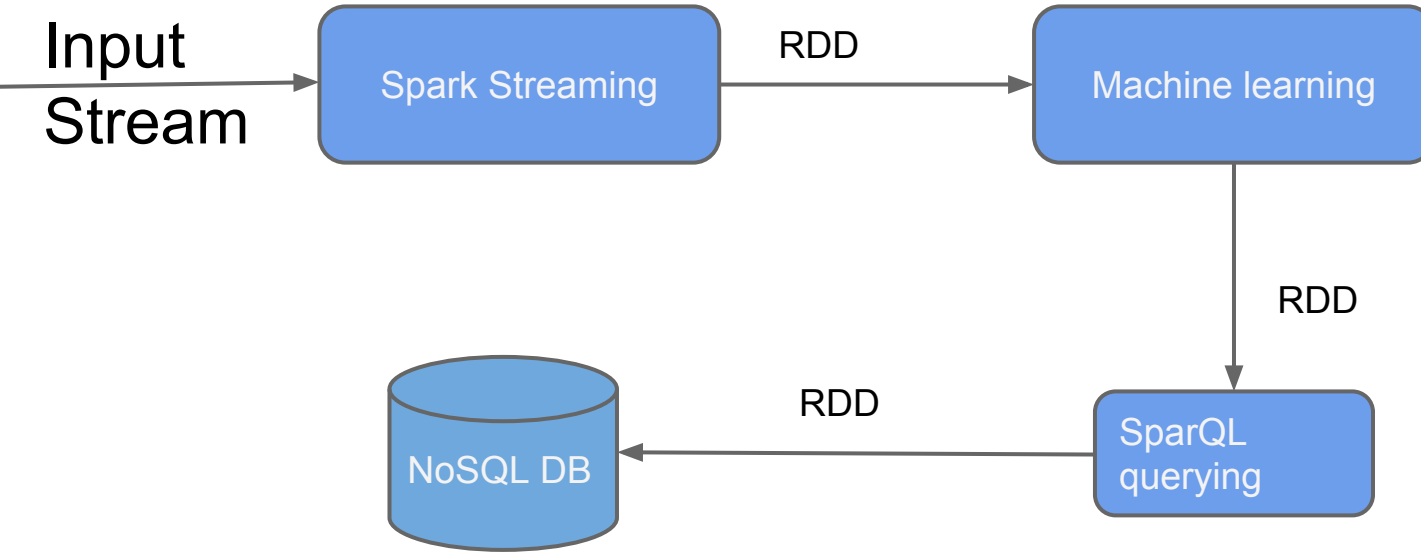 Input
Stream
Spark Streaming
RDD
Machine learning
RDD
SparQL
querying
RDD
NoSQL DB